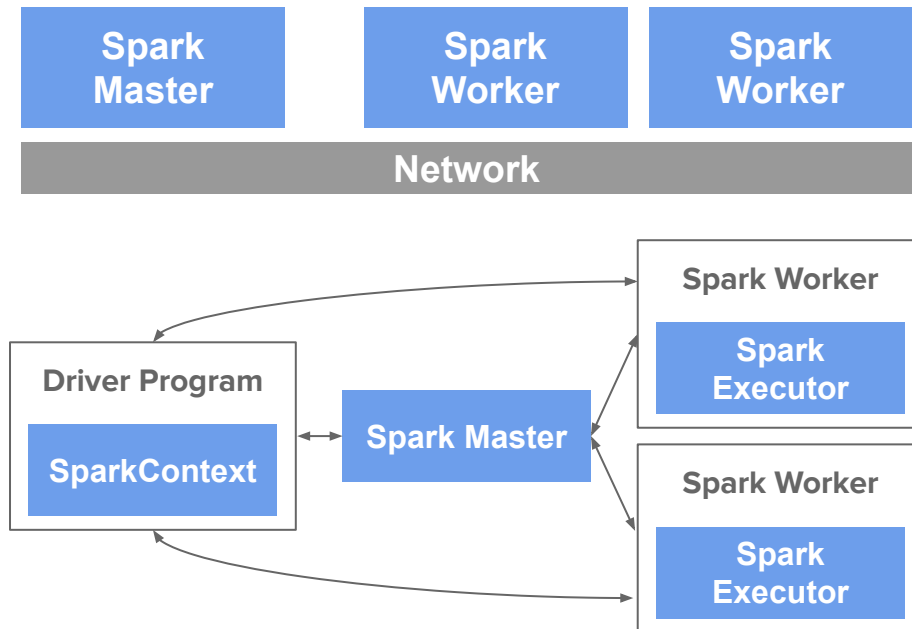 Spark
Master
Spark
Worker
Spark
Worker
Network
Spark Worker
Spark
Executor
Driver Program
SparkContext
Spark Master
Spark Worker
Spark
Executor